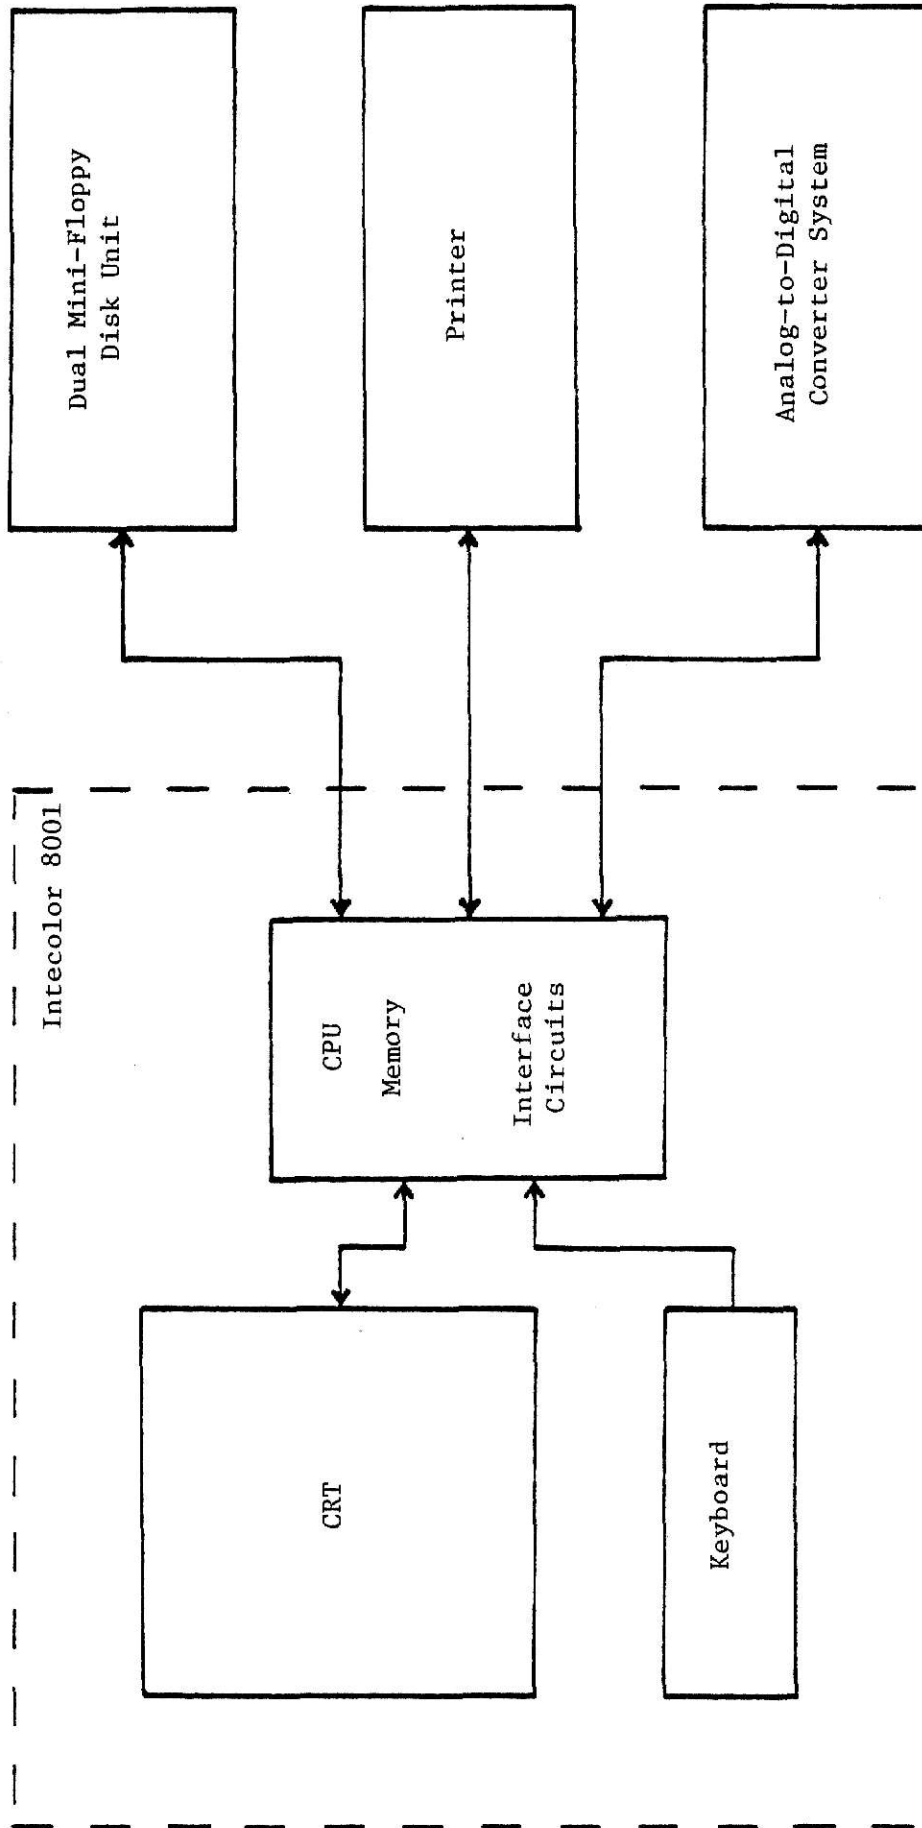 Intecolor 8001
CRT
Keyboard
CPU
Memory
Interface
Circuits
Dual Mini-Floppy
Disk Unit
Printer
Analog-to-Digital
Converter System